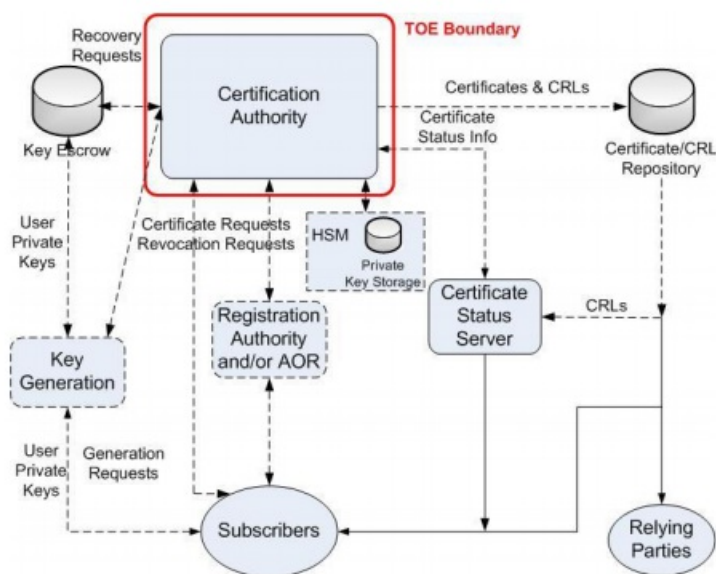 Recovery
Requests
TOE Boundary
Certification
Authority
Certificates & CRLs
Certificate
Status Info
Key Escrow
Certificate/CRL
Repository
User
Private
Keys
Certificate Requests
Revocation Requests
HSM
Private
Key Storage
Certificate
Status
Server
CRLs
Registration
Authority
and/or AOR
Key
Generation
User
Private
Keys
Generation
Requests
Subscribers
Relying
Parties